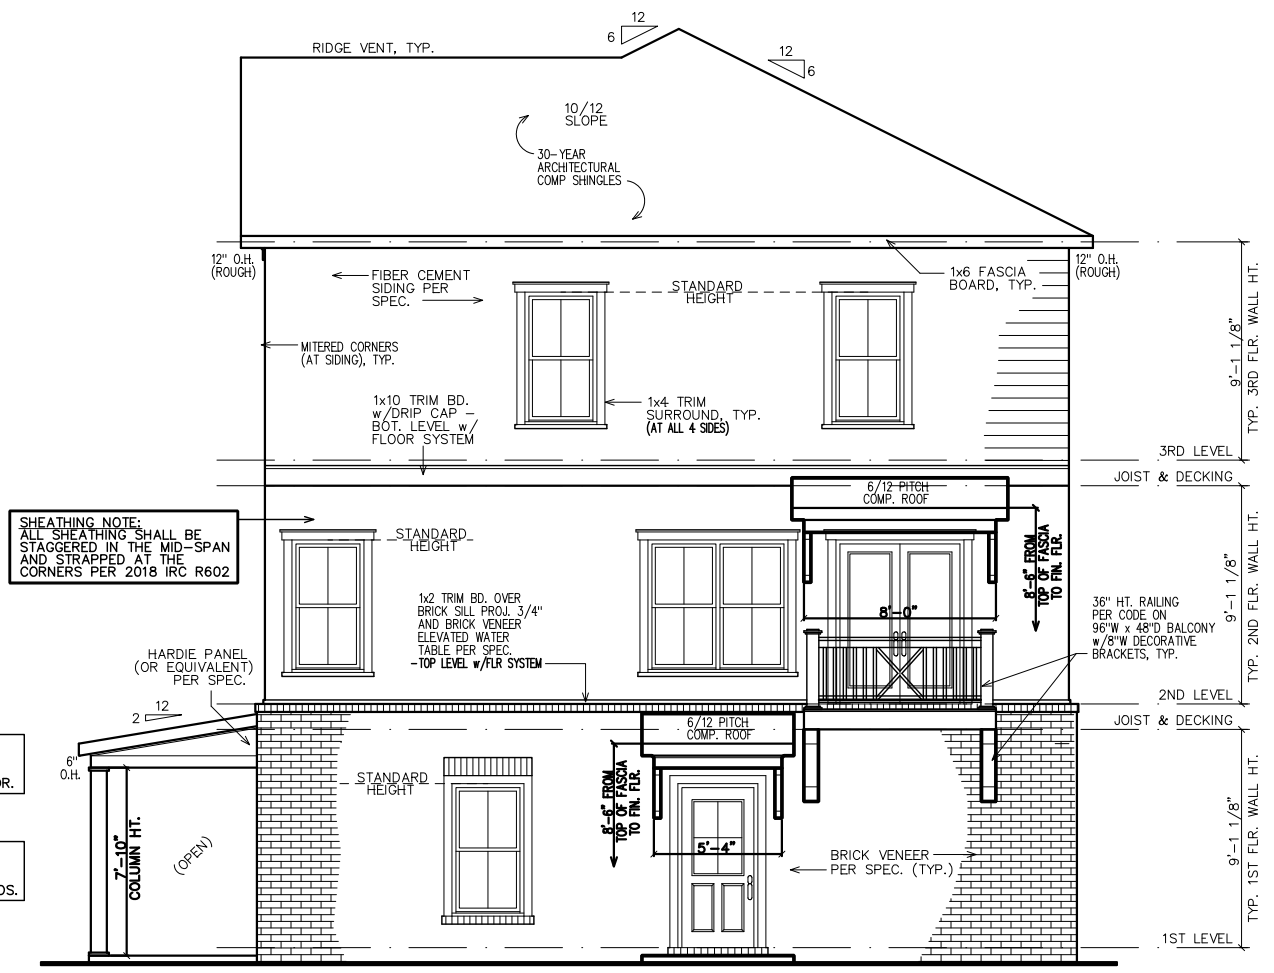 12
6
12
6
RIDGE VENT, TYP.
10/12
SLOPE
30-YEAR
ARCHITECTURAL
COMP SHINGLES
12" O.H.
(ROUGH)
FIBER CEMENT
SIDING PER
SPEC.
STANDARD
HEIGHT
1x6 FASCIA
BOARD, TYP.
12" O.H.
(ROUGH)
MITERED CORNERS
(AT SIDING), TYP.
1x10 TRIM BD.
w/DRIP CAP -
BOT. LEVEL w/
FLOOR SYSTEM
1x4 TRIM
SURROUND, TYP.
(AT ALL 4 SIDES)
9'-1 1/8"
TYP. 3RD FLR. WALL HT.
3RD LEVEL
JOIST & DECKING
6/12 PITCH
COMP. ROOF
SHEATHING NOTE:
ALL SHEATHING SHALL BE
STAGGERED IN THE MID-SPAN
AND STRAPPED AT THE
CORNERS PER 2018 IRC R602
STANDARD
HEIGHT
8'-6" FROM
TOP OF FASCIA
TO FIN. FLR.
8'-0"
1x2 TRIM BD. OVER
BRICK SILL PROJ. 3/4"
AND BRICK VENEER
ELEVATED WATER
TABLE PER SPEC.
-TOP LEVEL w/FLR SYSTEM
36" HT. RAILING
PER CODE ON
96"W x 48"D BALCONY
w/8"W DECORATIVE
BRACKETS, TYP.
9'-1 1/8"
TYP. 2ND FLR. WALL HT.
HARDIE PANEL
(OR EQUIVALENT)
PER SPEC.
12
2
2ND LEVEL
JOIST & DECKING
6/12 PITCH
COMP. ROOF
6"
O.H.
OR.
STANDARD
HEIGHT
8'-6" FROM
TOP OF FASCIA
TO FIN. FLR.
5'-4"
7'-10"
COLUMN HT.
(OPEN)
BRICK VENEER
PER SPEC. (TYP.)
9'-1 1/8"
TYP. 1ST FLR. WALL HT.
DS.
1ST LEVEL